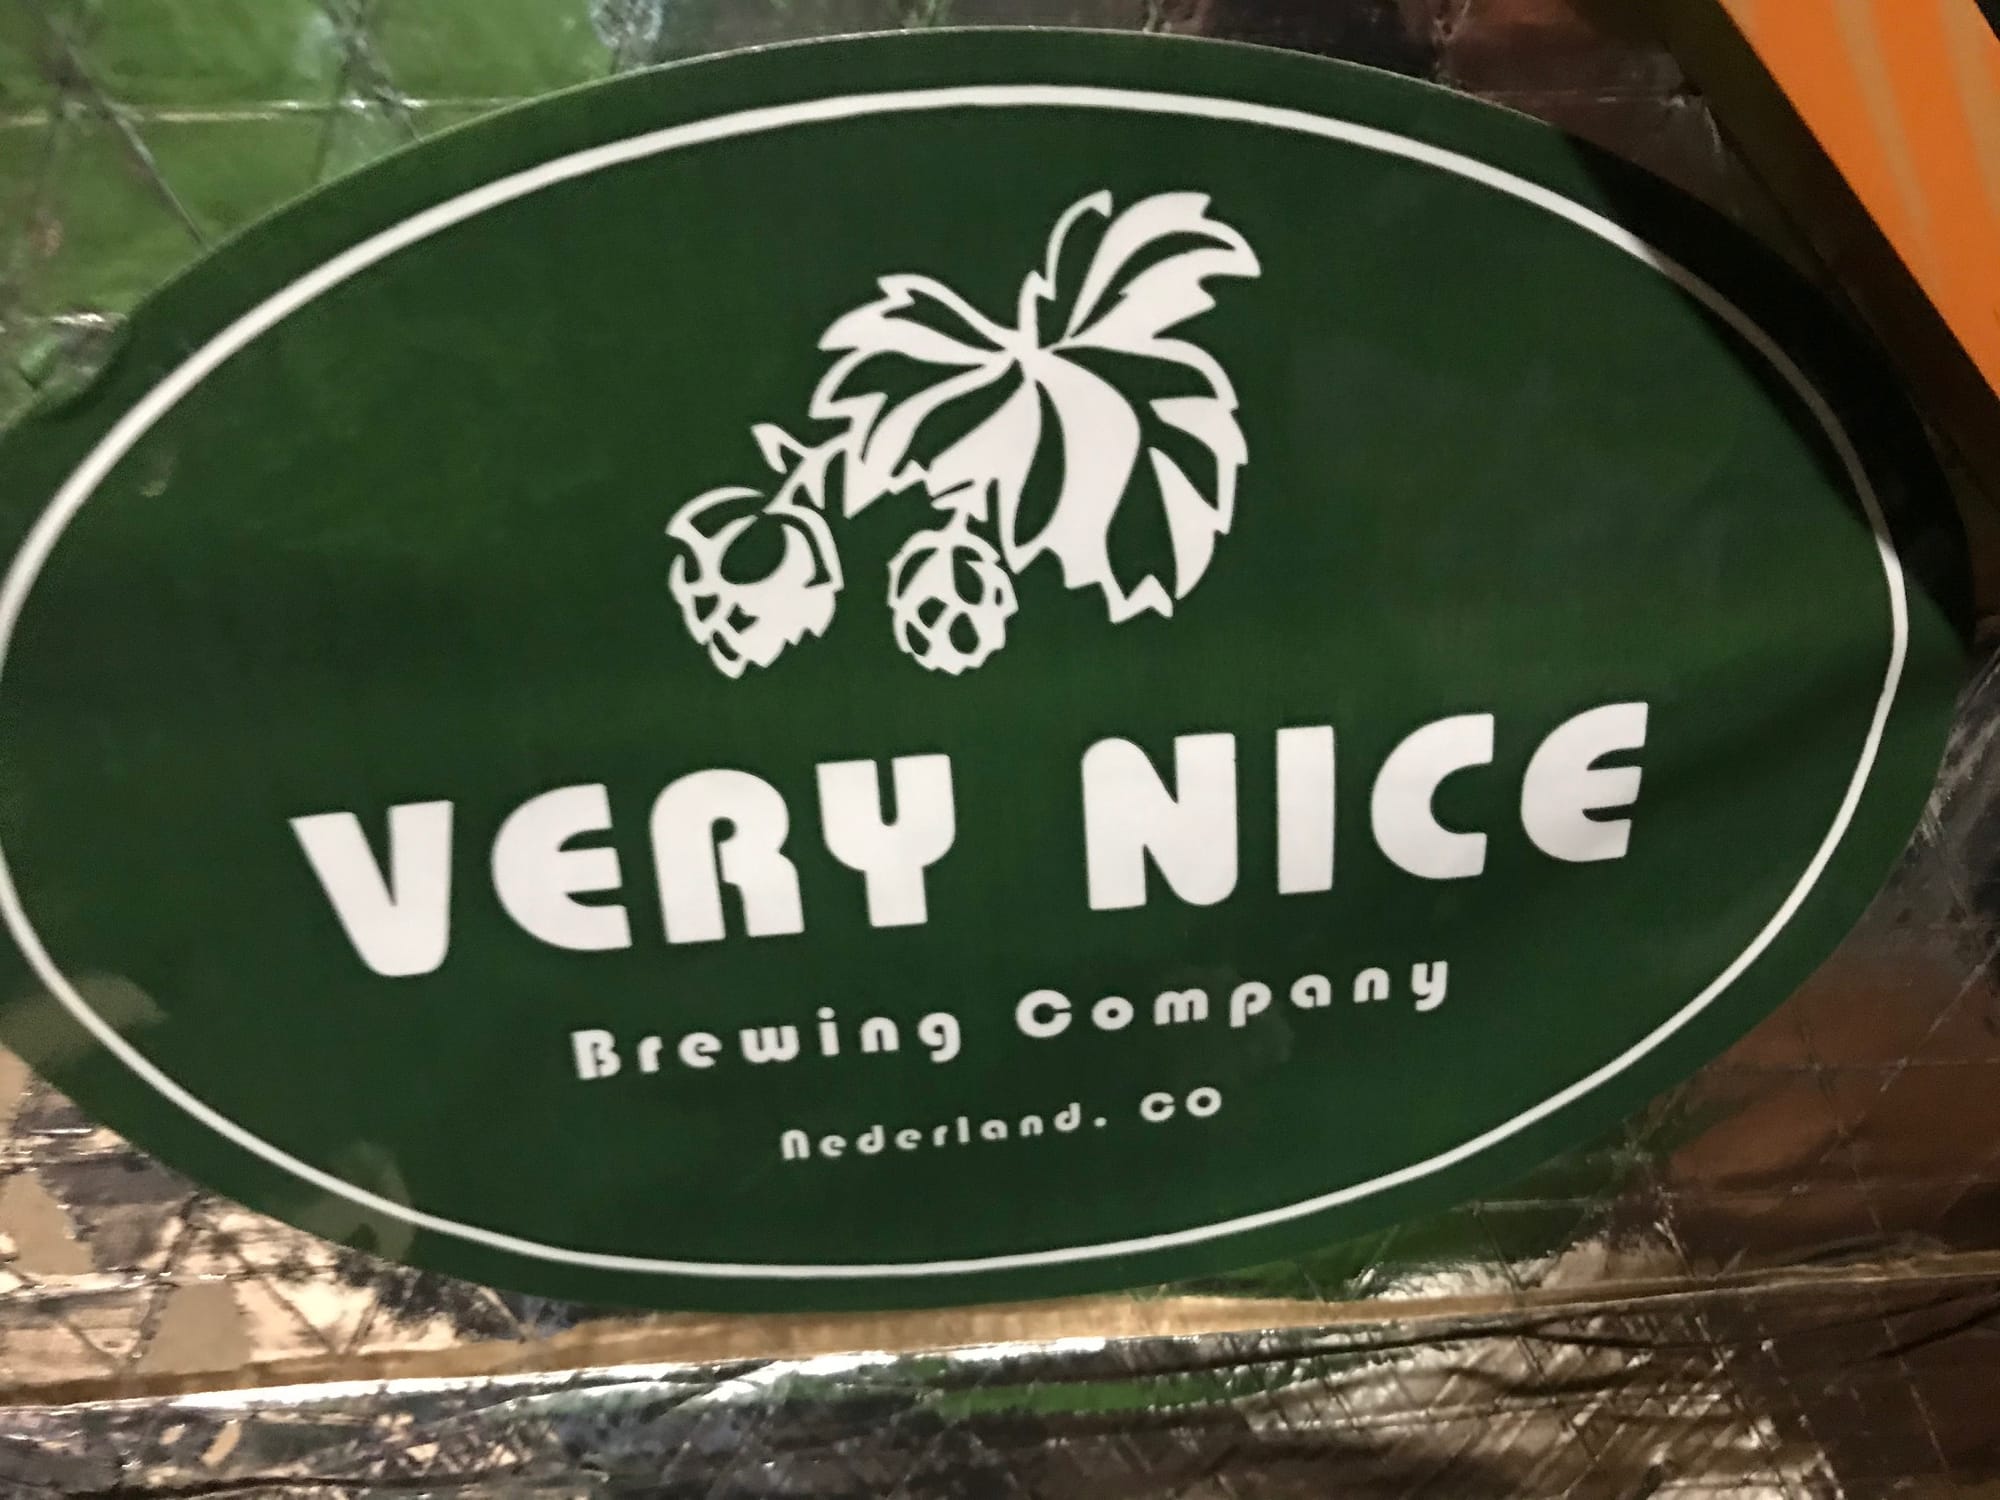 VERY NICE
Brewing Company
Nederland. CO